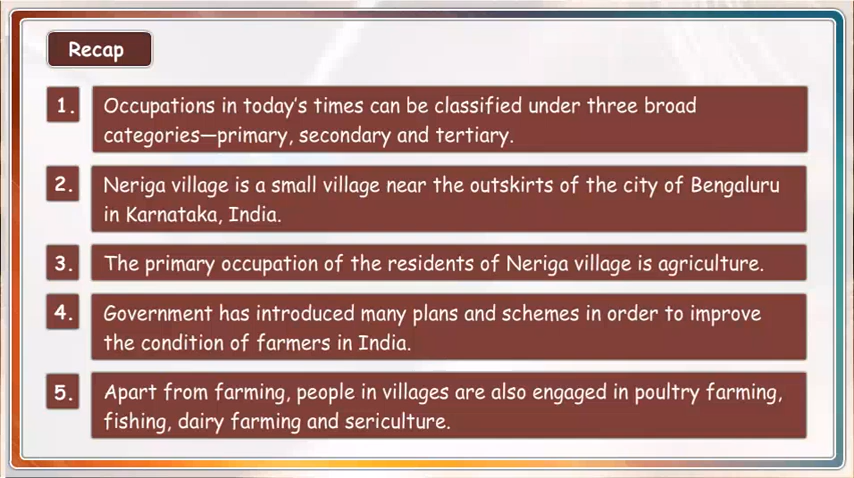 Recap
1.
Occupations in today's times can be classified under three broad
categories—primary, secondary and tertiary.
2.
Neriga village is a small village near the outskirts of the city of Bengaluru
in Karnataka, India.
3.
The primary occupation of the residents of Neriga village is agriculture.
4.
Government has introduced many plans and schemes in order to improve
the condition of farmers in India.
5.
Apart from farming, people in villages are also engaged in poultry farming,
fishing, dairy farming and sericulture.